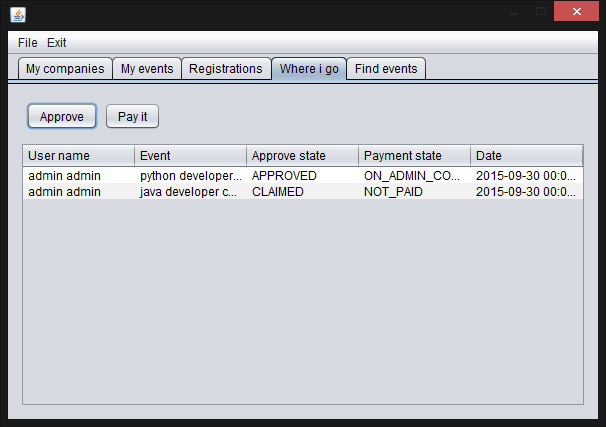 File Exit
My companies My events Registrations Where i go Find events
Approve Pay it
User name Event Approve state Payment state Date
admin admin python developer... APPROVED ON_ADMIN_CO... 2015-09-30 00:0...
admin admin java developer c... CLAIMED NOT_PAID 2015-09-30 00:0...